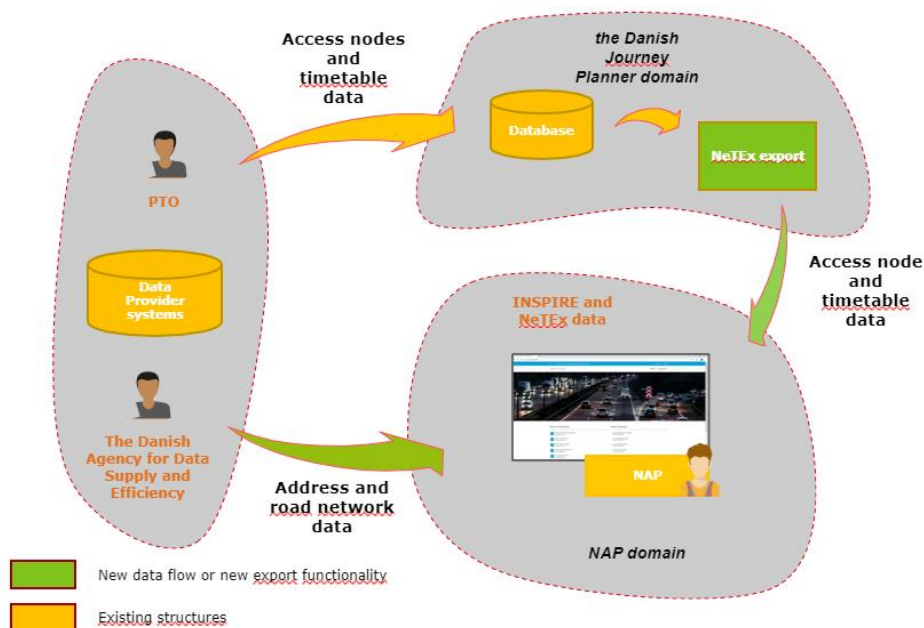 Access nodes
and
timetable
data
the Danish
Journey
Planner domain
Database
NeTEx export
PTO
Data
Provider
systems
The Danish
Agency for Data
Supply and
Efficiency
Access node
and
timetable
data
INSPIRE and
NeTEx data
NAP
Address and
road network
data
NAP domain
New data flow or new export functionality
Existing structures